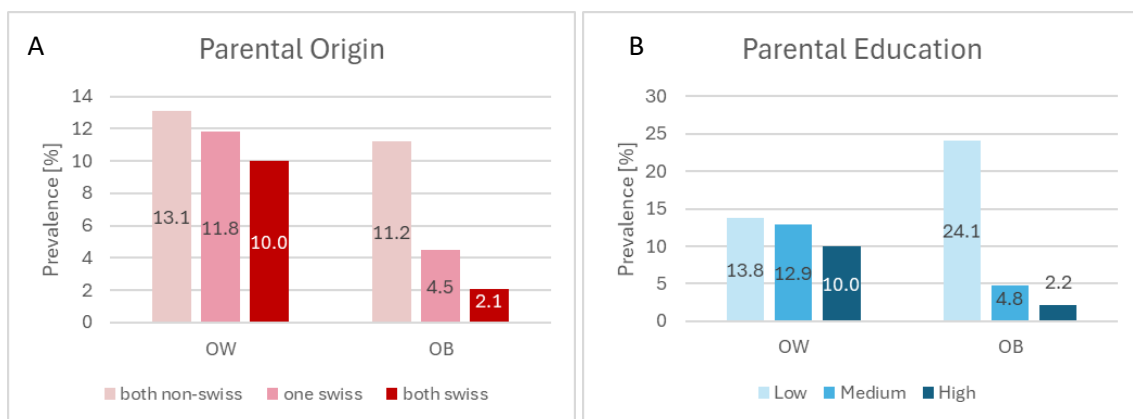 A
Parental Origin
Prevalence [%]
14
12
10
8
6
4
2
0
13.1
11.8
10.0
11.2
4.5
2.1
OW
OB
both non-swiss
one swiss
both swiss
B
Parental Education
Prevalence [%]
30
25
20
15
10
5
0
13.8
12.9
10.0
24.1
4.8
2.2
OW
OB
Low
Medium
High